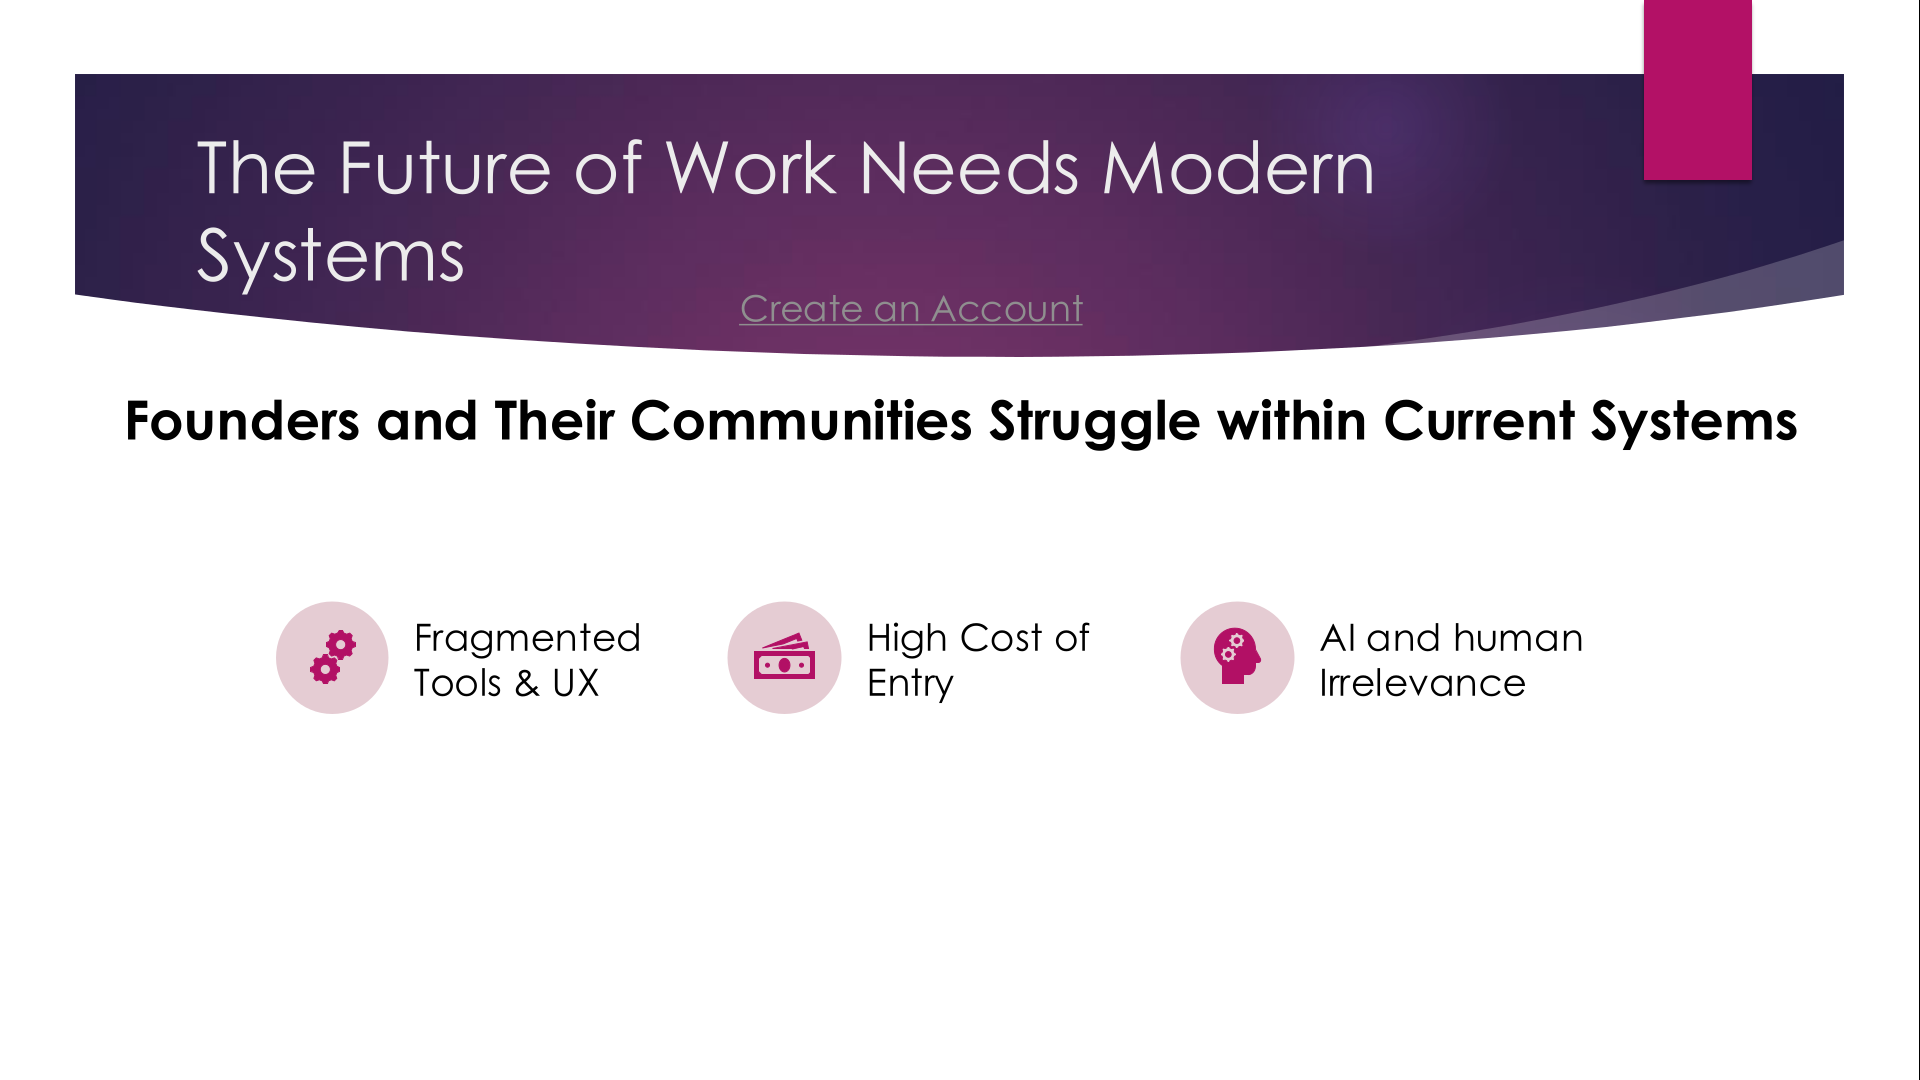 The Future of Work Needs Modern
Systems
Create an Account
Founders and Their Communities Struggle within Current Systems
Fragmented
Tools & UX
High Cost of
Entry
AI and human
Irrelevance